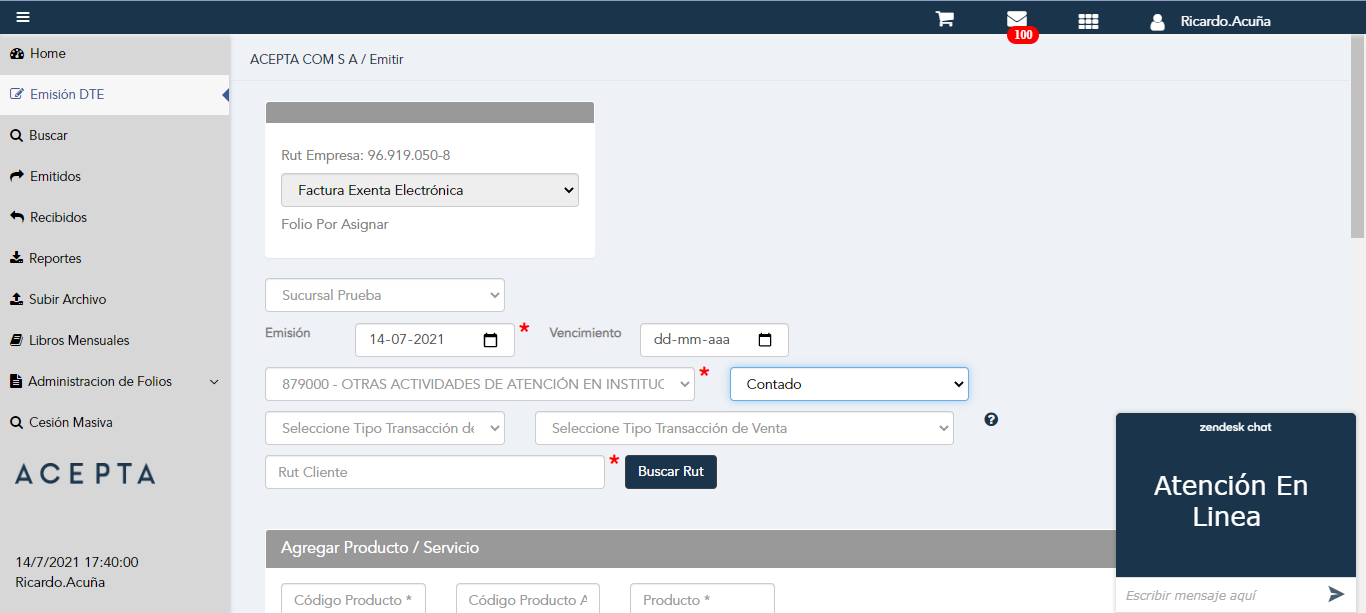 Ricardo.Acuña
100
Home
ACEPTA COM S A / Emitir
Emisión DTE
Buscar
Emitidos
Recibidos
Reportes
Subir Archivo
Libros Mensuales
Administracion de Folios
Cesión Masiva
ACEPTA
14/7/2021 17:40:00
Ricardo.Acuña
Rut Empresa: 96.919.050-8
Factura Exenta Electrónica
Folio Por Asignar
Sucursal Prueba
Emisión 14-07-2021 * Vencimiento dd-mm-aaa
879000 - OTRAS ACTIVIDADES DE ATENCIÓN EN INSTITUC * Contado
Seleccione Tipo Transacción de Seleccione Tipo Transacción de Venta ?
Rut Cliente * Buscar Rut
Agregar Producto / Servicio
Código Producto * Código Producto A Producto *
zendesk chat
Atención En
Linea
Escribir mensaje aquí